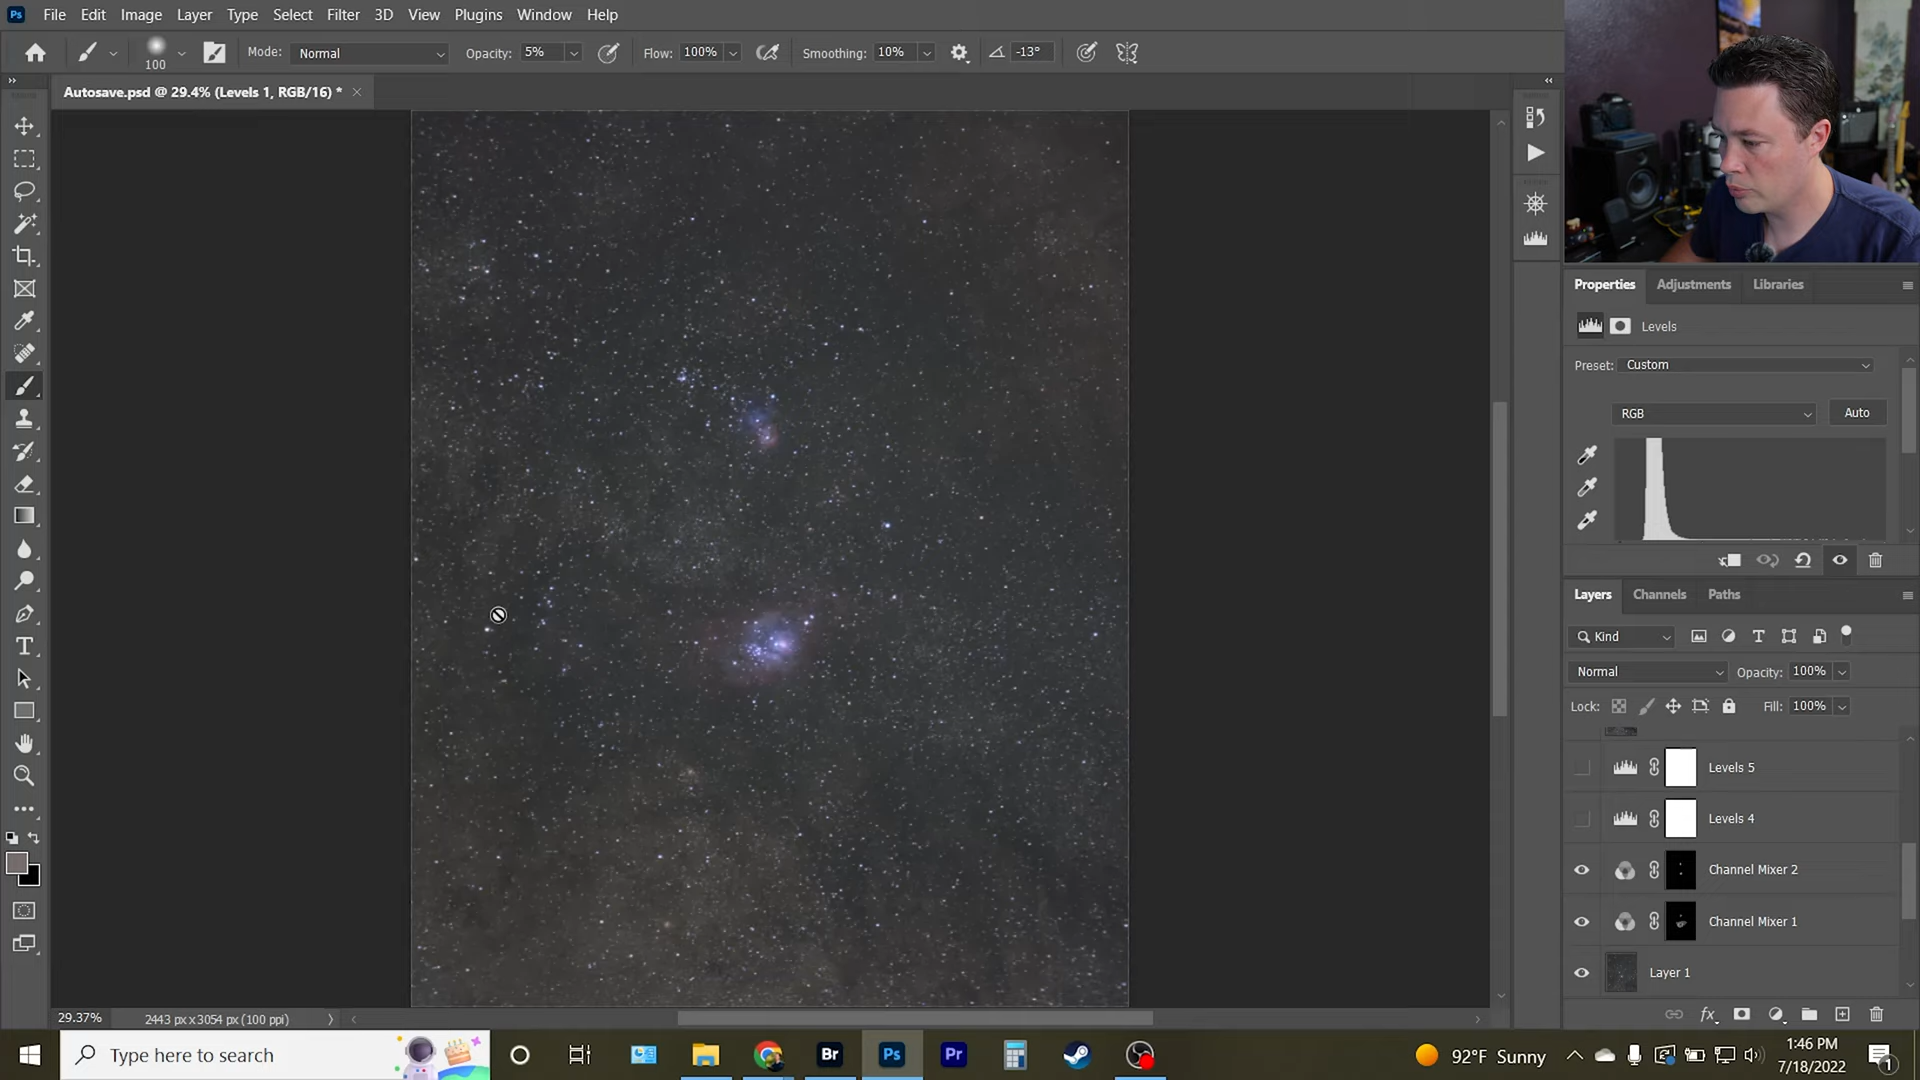 Ps File Edit Image Layer Type Select Filter 3D View Plugins Window Help
100 Mode: Normal Opacity: 5% Flow: 100% Smoothing: 10% -13°
Autosave.psd @ 29.4% (Levels 1, RGB/16) *
Properties Adjustments Libraries
Levels
Preset: Custom
RGB Auto
Layers Channels Paths
Kind
Normal Opacity: 100%
Lock: Fill: 100%
Levels 5
Levels 4
Channel Mixer 2
Channel Mixer 1
Layer 1
29.37% 2443 px x 3054 px (100 ppi)
Type here to search
Br Ps Pr
92°F Sunny
1:46 PM
7/18/2022
1